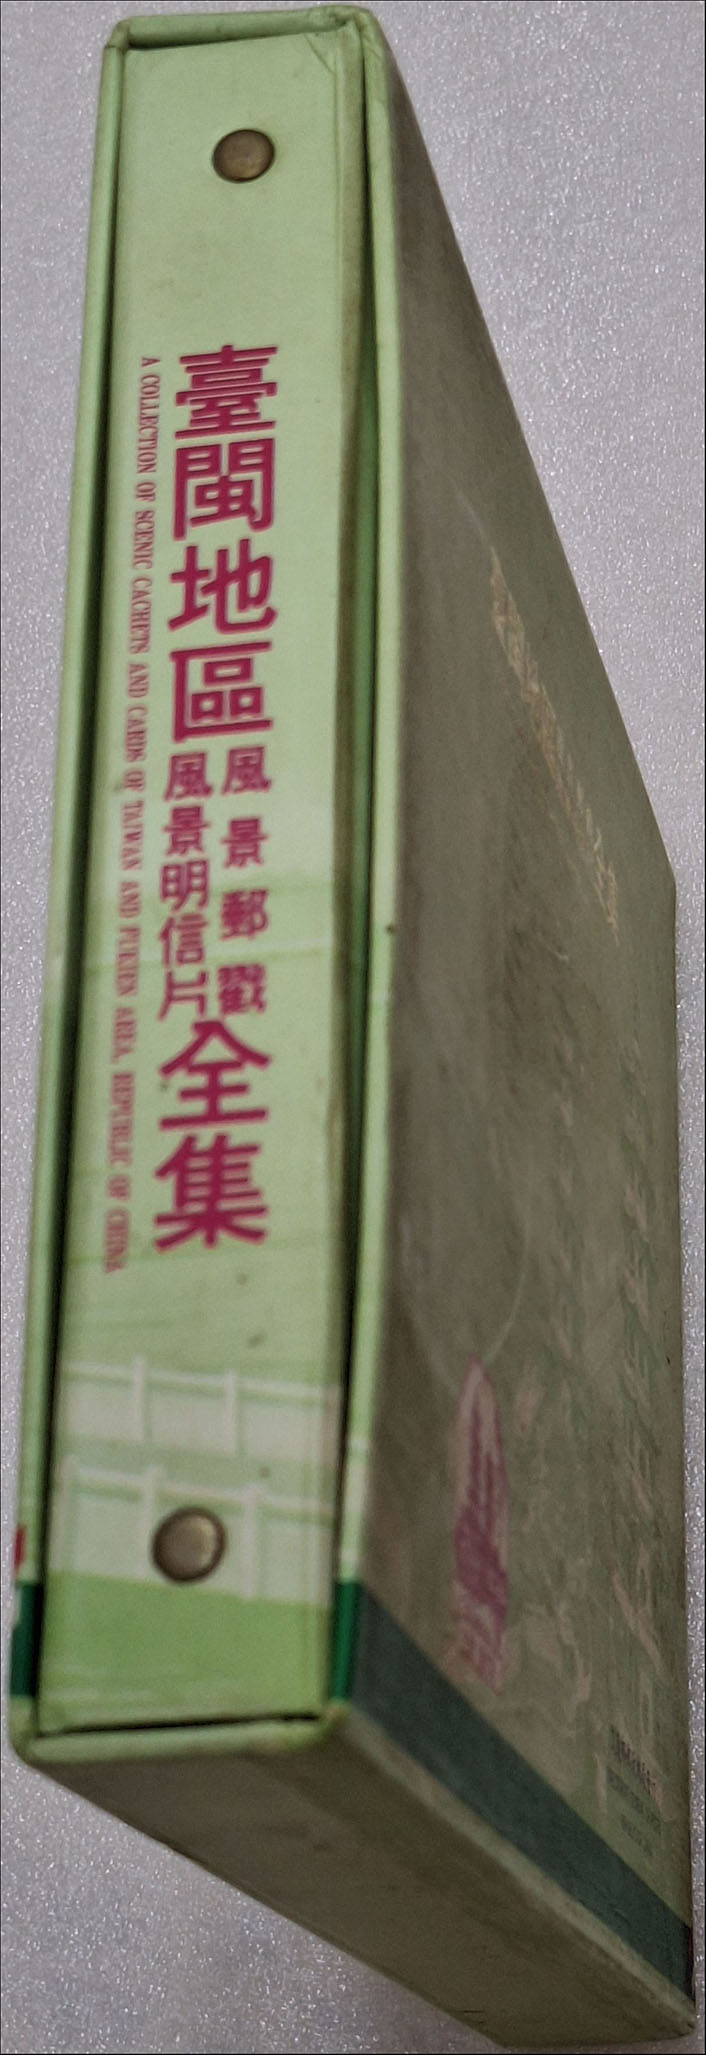 臺閩地區
風景郵戳
風景明信片
全集
A COLLECTION OF SCENIC CACHETS AND CARDS OF TAIWAN AND FUKIEN AREA, REPUBLIC OF CHINA